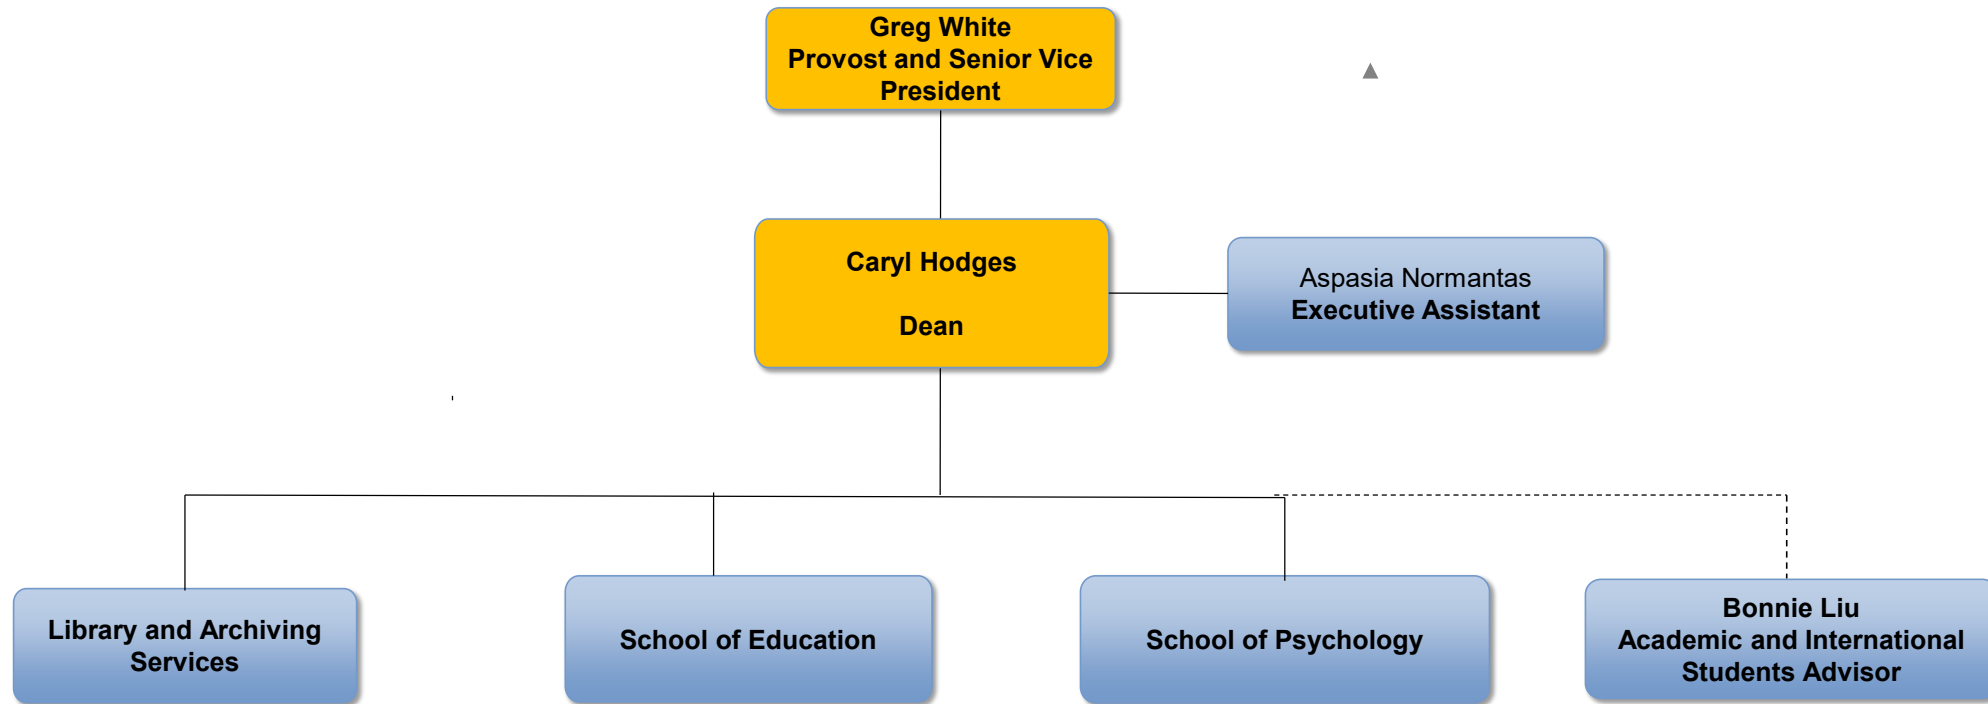 Greg White
Provost and Senior Vice
President
Caryl Hodges
Dean
Aspasia Normantas
Executive Assistant
Library and Archiving
Services
School of Education
School of Psychology
Bonnie Liu
Academic and International
Students Advisor